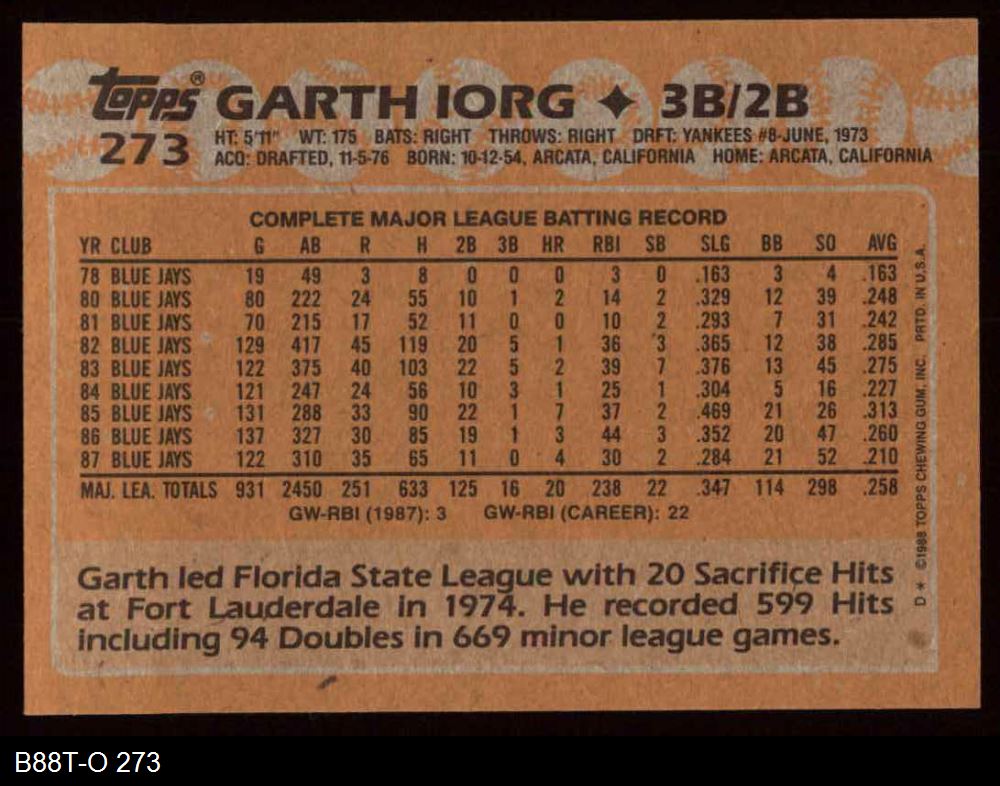 topps® GARTH IORG ✦ 3B/2B
273 HT: 5'11" WT: 175 BATS: RIGHT THROWS: RIGHT DRFT: YANKEES #8-JUNE, 1973
ACQ: DRAFTED, 11-5-76 BORN: 10-12-54, ARCATA, CALIFORNIA HOME: ARCATA, CALIFORNIA
COMPLETE MAJOR LEAGUE BATTING RECORD
YR CLUB G AB R H 2B 3B HR RBI SB SLG BB SO AVG
78 BLUE JAYS 19 49 3 8 0 0 0 3 0 .163 3 4 .163
80 BLUE JAYS 80 222 24 55 10 1 2 14 2 .329 12 39 .248
81 BLUE JAYS 70 215 17 52 11 0 0 10 2 .293 7 31 .242
82 BLUE JAYS 129 417 45 119 20 5 1 36 3 .365 12 38 .285
83 BLUE JAYS 122 375 40 103 22 5 2 39 7 .376 13 45 .275
84 BLUE JAYS 121 247 24 56 10 3 1 25 1 .304 5 16 .227
85 BLUE JAYS 131 288 33 90 22 1 7 37 2 .469 21 26 .313
86 BLUE JAYS 137 327 30 85 19 1 3 44 3 .352 20 47 .260
87 BLUE JAYS 122 310 35 65 11 0 4 30 2 .284 21 52 .210
MAJ. LEA. TOTALS 931 2450 251 633 125 16 20 238 22 .347 114 298 .258
GW-RBI (1987): 3 GW-RBI (CAREER): 22
Garth led Florida State League with 20 Sacrifice Hits
at Fort Lauderdale in 1974. He recorded 599 Hits
including 94 Doubles in 669 minor league games.
D * ©1988 TOPPS CHEWING GUM, INC. PRTD. IN U.S.A.
B88T-O 273